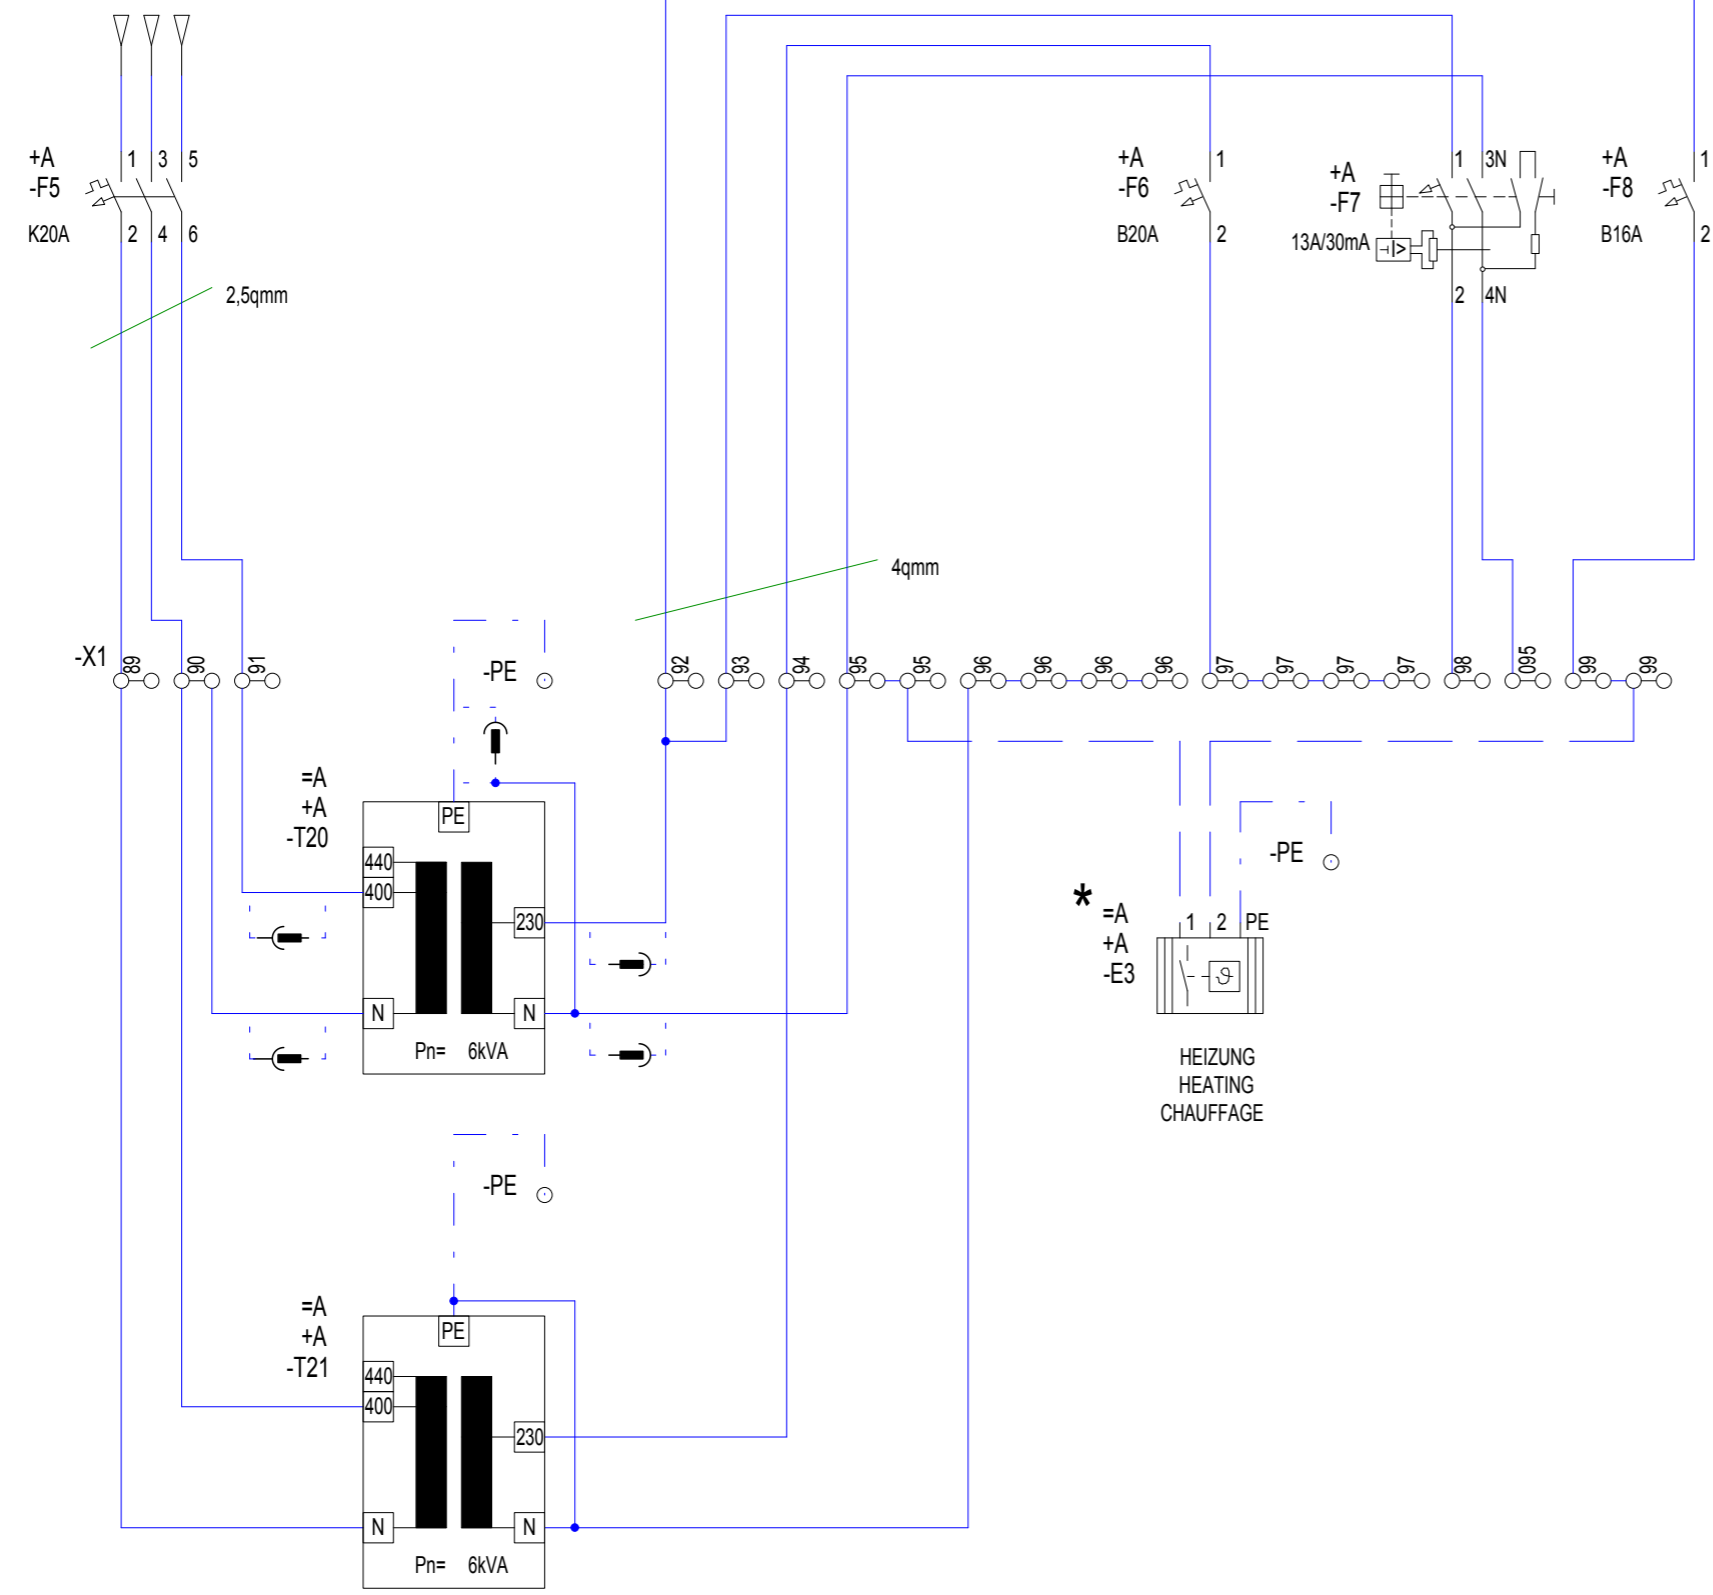 +A
-F5
K20A
1 3 5
2 4 6
2,5qmm
+A
-F6
B20A
1
2
+A
-F7
13A/30mA
1 3N
I>
2 4N
+A
-F8
B16A
1
2
4qmm
-X1
89 90 91 92 93 94 95 95 96 96 96 96 97 97 97 97 98 095 99 99
-PE
=A
+A
-T20
PE
440
400
230
N N
Pn= 6kVA
-PE
*
=A
+A
-E3
1 2 PE
ϑ
HEIZUNG
HEATING
CHAUFFAGE
-PE
=A
+A
-T21
PE
440
400
230
N N
Pn= 6kVA